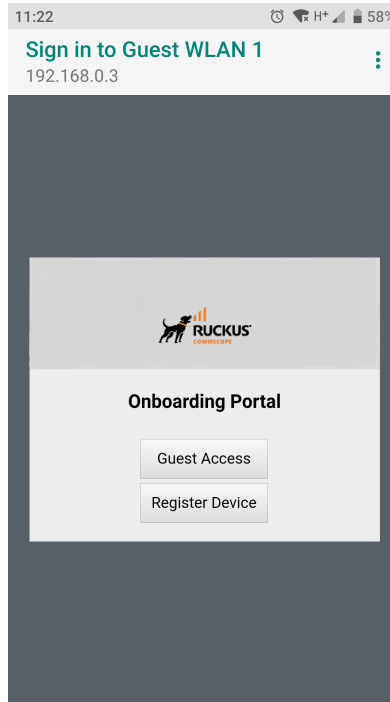 11:22 H+ 58%
Sign in to Guest WLAN 1
192.168.0.3
RUCKUS
COMMSCOPE
Onboarding Portal
Guest Access
Register Device